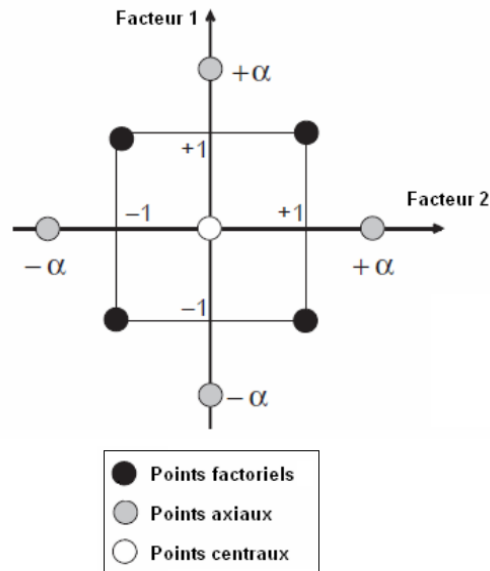 Facteur 1
+α
+1
−1
+1
Facteur 2
−α
+α
−1
−α
Points factoriels
Points axiaux
Points centraux